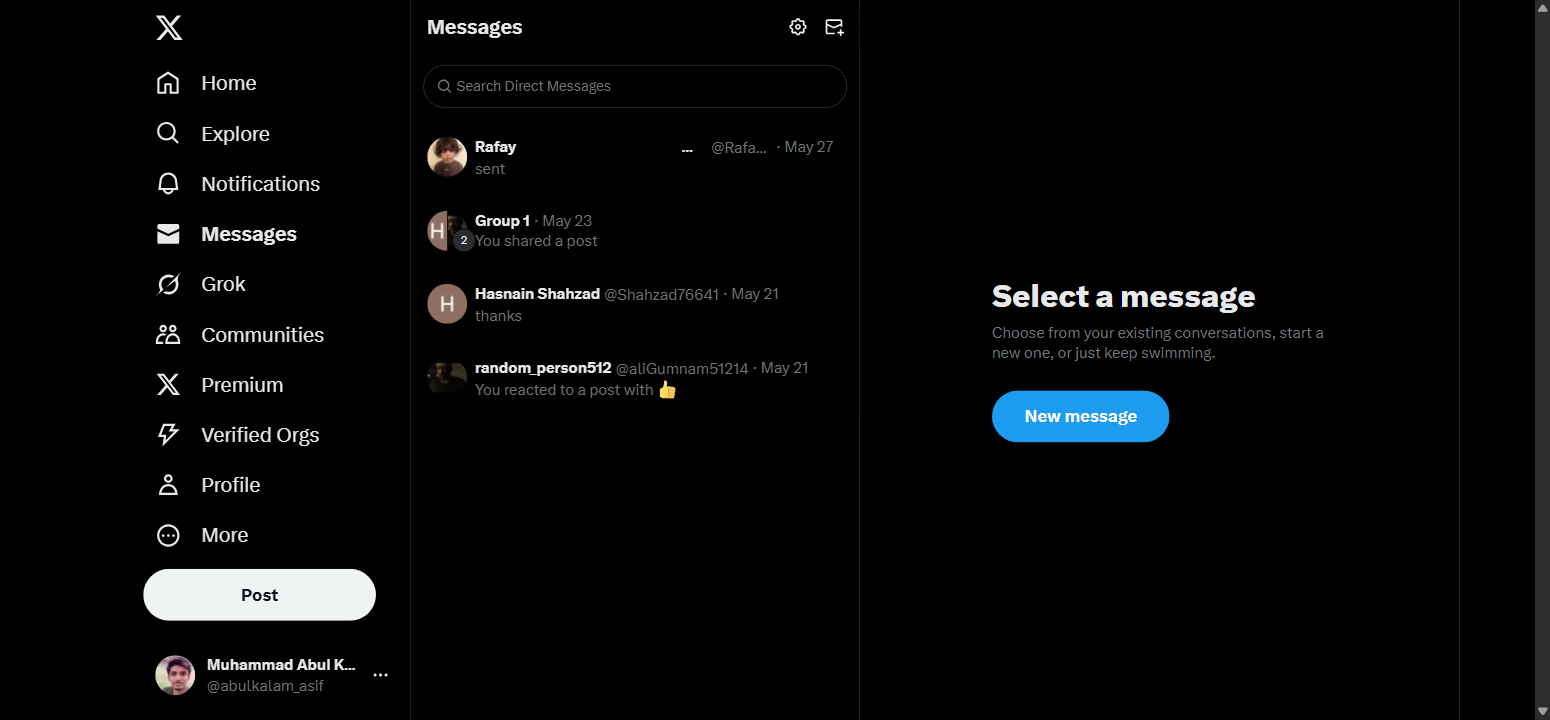 Home
Explore
Notifications
Messages
Grok
Communities
Premium
Verified Orgs
Profile
More
Post
Muhammad Abul K...
@abulkalam_asif
Messages
Search Direct Messages
Rafay ... @Rafa... · May 27
sent
Group 1 · May 23
H 2 You shared a post
H Hasnain Shahzad @Shahzad76641 · May 21
thanks
random_person512 @aliGumnam51214 · May 21
You reacted to a post with 👍
Select a message
Choose from your existing conversations, start a
new one, or just keep swimming.
New message